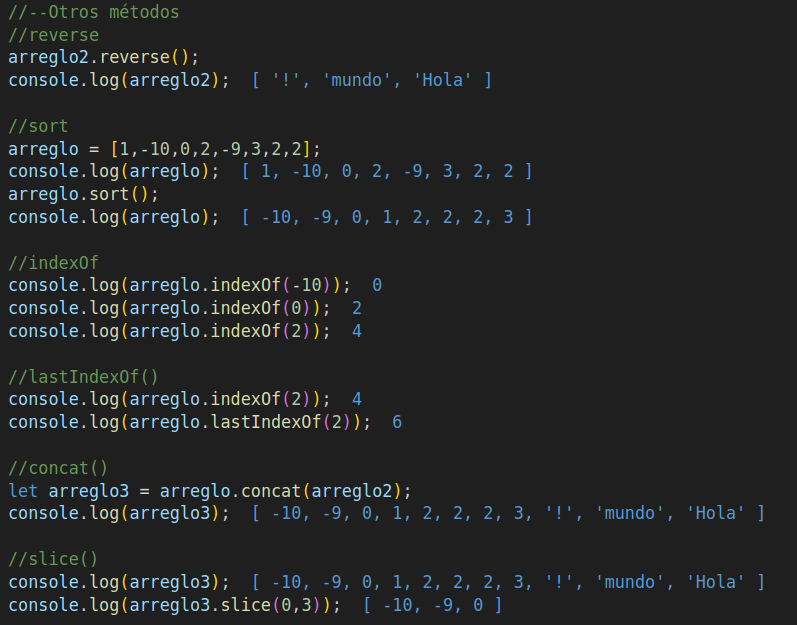 //--Otros métodos
//reverse
arreglo2.reverse();
console.log(arreglo2);  [ '!', 'mundo', 'Hola' ]

//sort
arreglo = [1,-10,0,2,-9,3,2,2];
console.log(arreglo);  [ 1, -10, 0, 2, -9, 3, 2, 2 ]
arreglo.sort();
console.log(arreglo);  [ -10, -9, 0, 1, 2, 2, 2, 3 ]

//indexOf
console.log(arreglo.indexOf(-10));  0
console.log(arreglo.indexOf(0));  2
console.log(arreglo.indexOf(2));  4

//lastIndexOf()
console.log(arreglo.indexOf(2));  4
console.log(arreglo.lastIndexOf(2));  6

//concat()
let arreglo3 = arreglo.concat(arreglo2);
console.log(arreglo3);  [ -10, -9, 0, 1, 2, 2, 2, 3, '!', 'mundo', 'Hola' ]

//slice()
console.log(arreglo3);  [ -10, -9, 0, 1, 2, 2, 2, 3, '!', 'mundo', 'Hola' ]
console.log(arreglo3.slice(0,3));  [ -10, -9, 0 ]